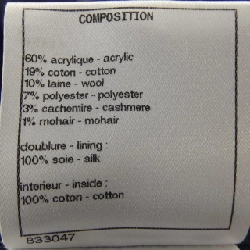 COMPOSITION
60% acrylique - acrylic
19% coton - cotton
10% laine - wool
7% polyester - polyester
3% cachemire - cashmere
1% mohair - mohair
doublure - lining :
100% soie - silk
interieur - inside :
100% coton - cotton
B33047